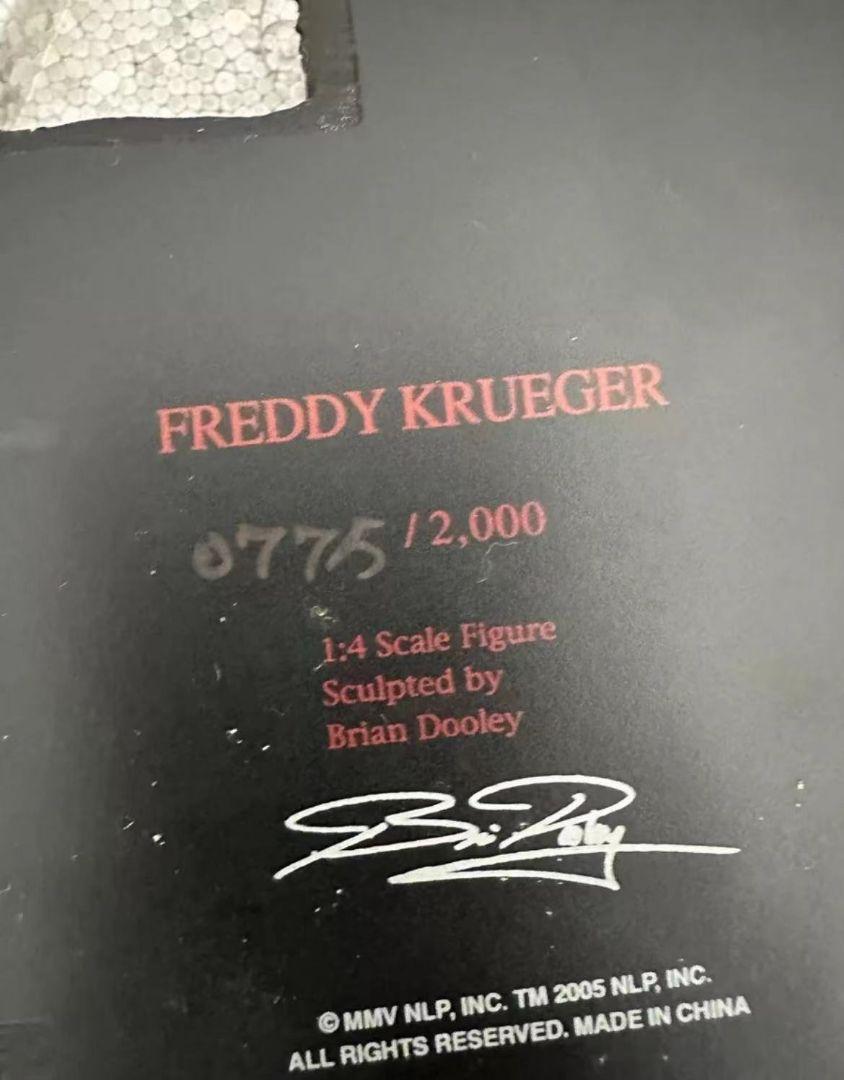 FREDDY KRUEGER
0775 / 2,000
1:4 Scale Figure
Sculpted by
Brian Dooley
© MMV NLP, INC. TM 2005 NLP, INC.
ALL RIGHTS RESERVED. MADE IN CHINA